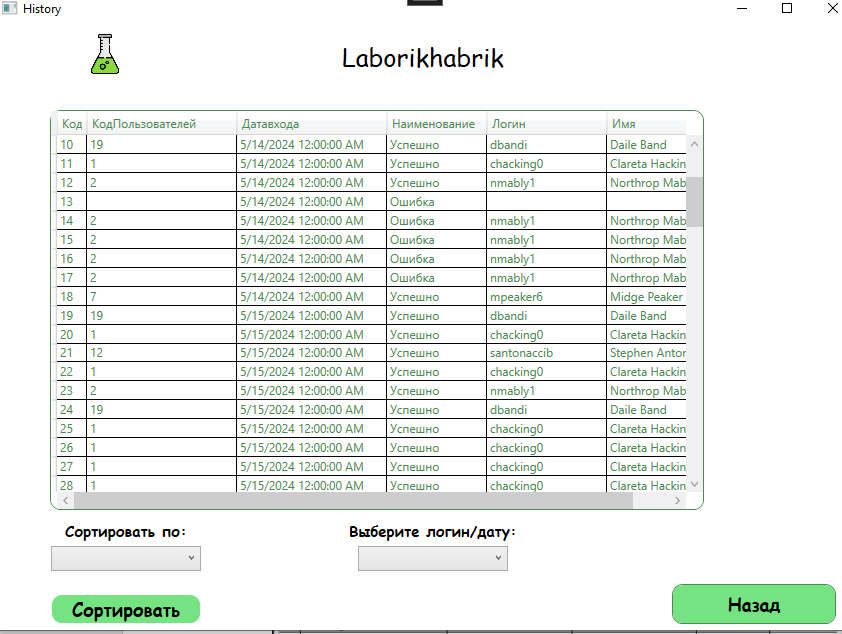 History
Laborikhabrik
Код КодПользователей Датавхода Наименование Логин Имя
10 19 5/14/2024 12:00:00 AM Успешно dbandi Daile Band
11 1 5/14/2024 12:00:00 AM Успешно chacking0 Clareta Hackin
12 2 5/14/2024 12:00:00 AM Успешно nmably1 Northrop Mab
13 5/14/2024 12:00:00 AM Ошибка
14 2 5/14/2024 12:00:00 AM Ошибка nmably1 Northrop Mab
15 2 5/14/2024 12:00:00 AM Ошибка nmably1 Northrop Mab
16 2 5/14/2024 12:00:00 AM Ошибка nmably1 Northrop Mab
17 2 5/14/2024 12:00:00 AM Ошибка nmably1 Northrop Mab
18 7 5/14/2024 12:00:00 AM Успешно mpeaker6 Midge Peaker
19 19 5/15/2024 12:00:00 AM Успешно dbandi Daile Band
20 1 5/15/2024 12:00:00 AM Успешно chacking0 Clareta Hackin
21 12 5/15/2024 12:00:00 AM Успешно santonaccib Stephen Anton
22 1 5/15/2024 12:00:00 AM Успешно chacking0 Clareta Hackin
23 2 5/15/2024 12:00:00 AM Успешно nmably1 Northrop Mab
24 19 5/15/2024 12:00:00 AM Успешно dbandi Daile Band
25 1 5/15/2024 12:00:00 AM Успешно chacking0 Clareta Hackin
26 1 5/15/2024 12:00:00 AM Успешно chacking0 Clareta Hackin
27 1 5/15/2024 12:00:00 AM Успешно chacking0 Clareta Hackin
28 1 5/15/2024 12:00:00 AM Успешно chacking0 Clareta Hackin
Сортировать по: Выберите логин/дату:
Сортировать Назад